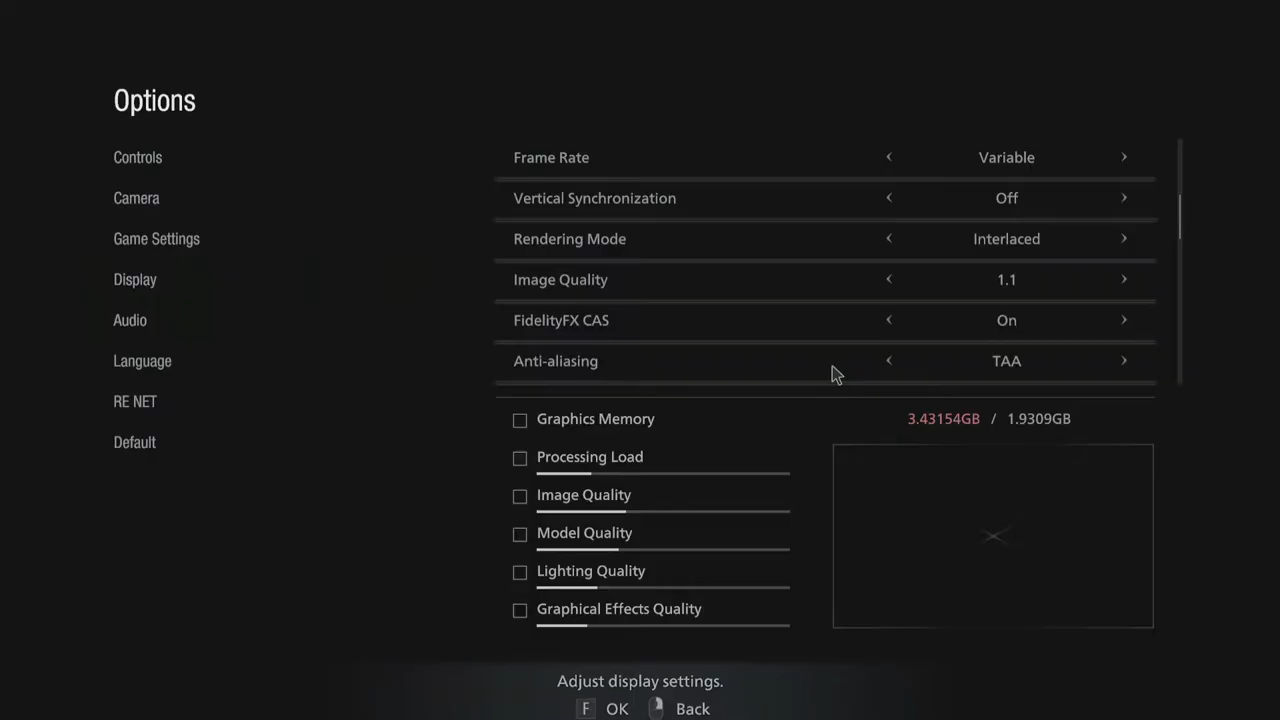 Options
Controls
Camera
Game Settings
Display
Audio
Language
RE NET
Default
Frame Rate Variable
Vertical Synchronization Off
Rendering Mode Interlaced
Image Quality 1.1
FidelityFX CAS On
Anti-aliasing TAA
Graphics Memory 3.43154GB / 1.9309GB
Processing Load
Image Quality
Model Quality
Lighting Quality
Graphical Effects Quality
Adjust display settings.
F OK Back